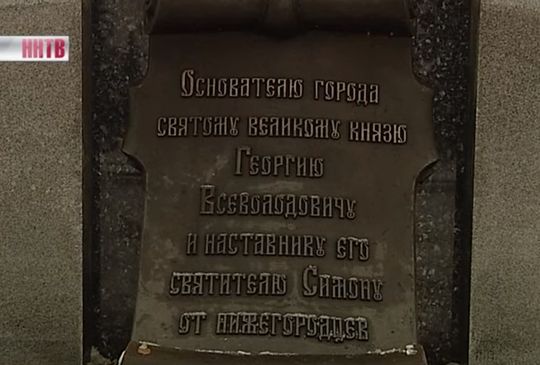 ННТВ
Основателю города
святому великому князю
Георгию
Всеволодовичу
и наставнику его
святителю Симону
от нижегородцев